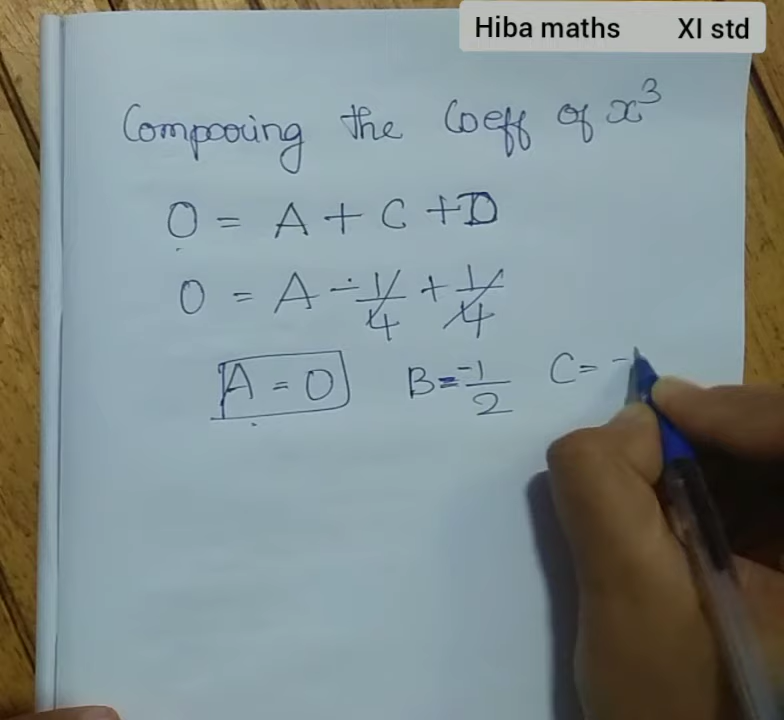 Hiba maths XI std
Comparing the Coeff of x³
0 = A + C + D
0 = A - 1/4 + 1/4
A = 0 B = -1/2 C = -